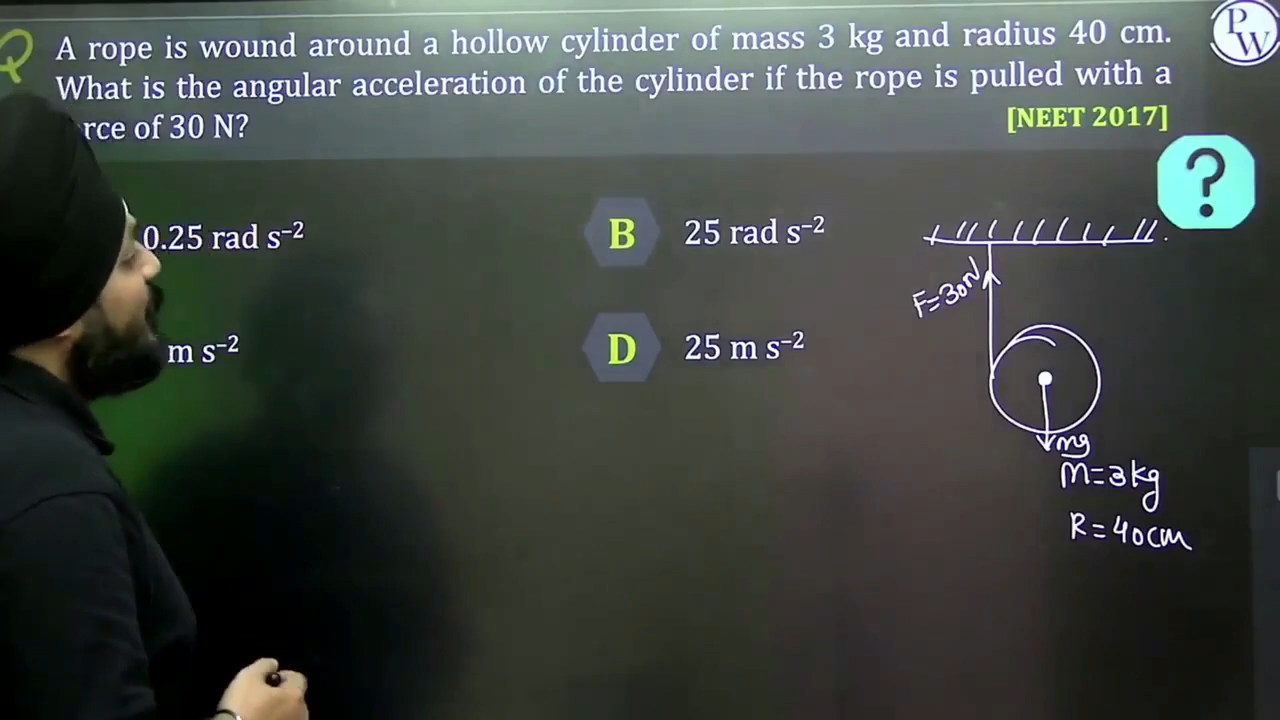 Q A rope is wound around a hollow cylinder of mass 3 kg and radius 40 cm.
What is the angular acceleration of the cylinder if the rope is pulled with a
rce of 30 N?
[NEET 2017]
PW
?
0.25 rad s⁻²
B 25 rad s⁻²
m s⁻²
D 25 m s⁻²
F=30N
mg
M=3kg
R=40cm